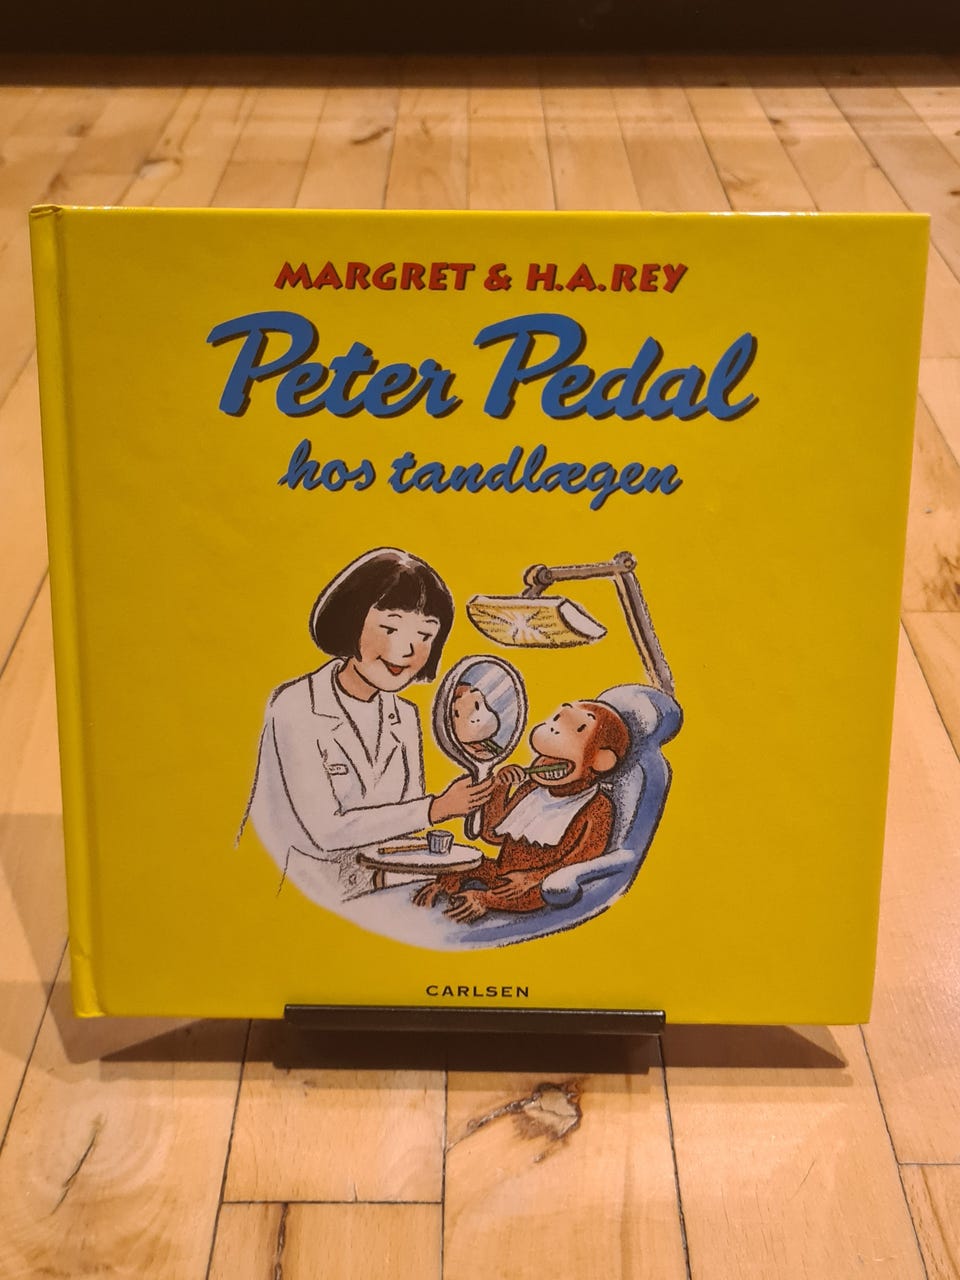 MARGRET & H.A.REY
Peter Pedal
hos tandlægen
CARLSEN